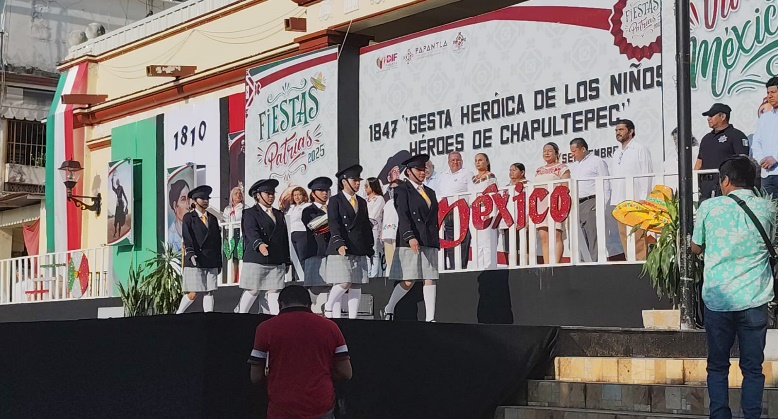 FIESTAS
Patrias
2025
1810
DIF
PAPANTLA
FIESTAS
Patrias
1847 "GESTA HERÓICA DE LOS NIÑOS
HÉROES DE CHAPULTEPEC"
México
México